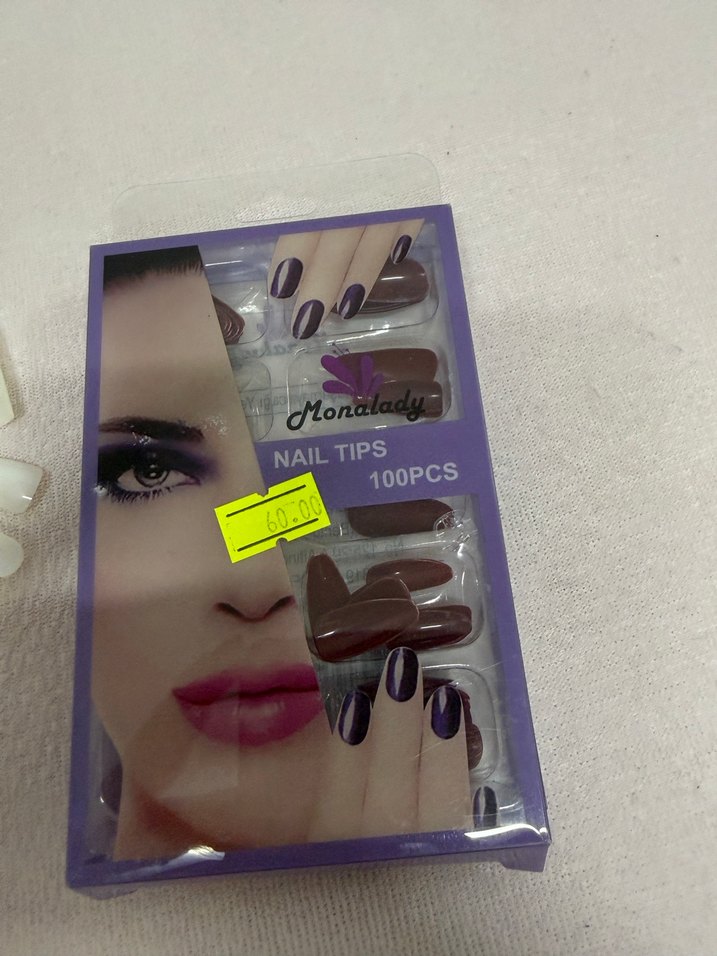 Monalady
NAIL TIPS
100PCS
60.00